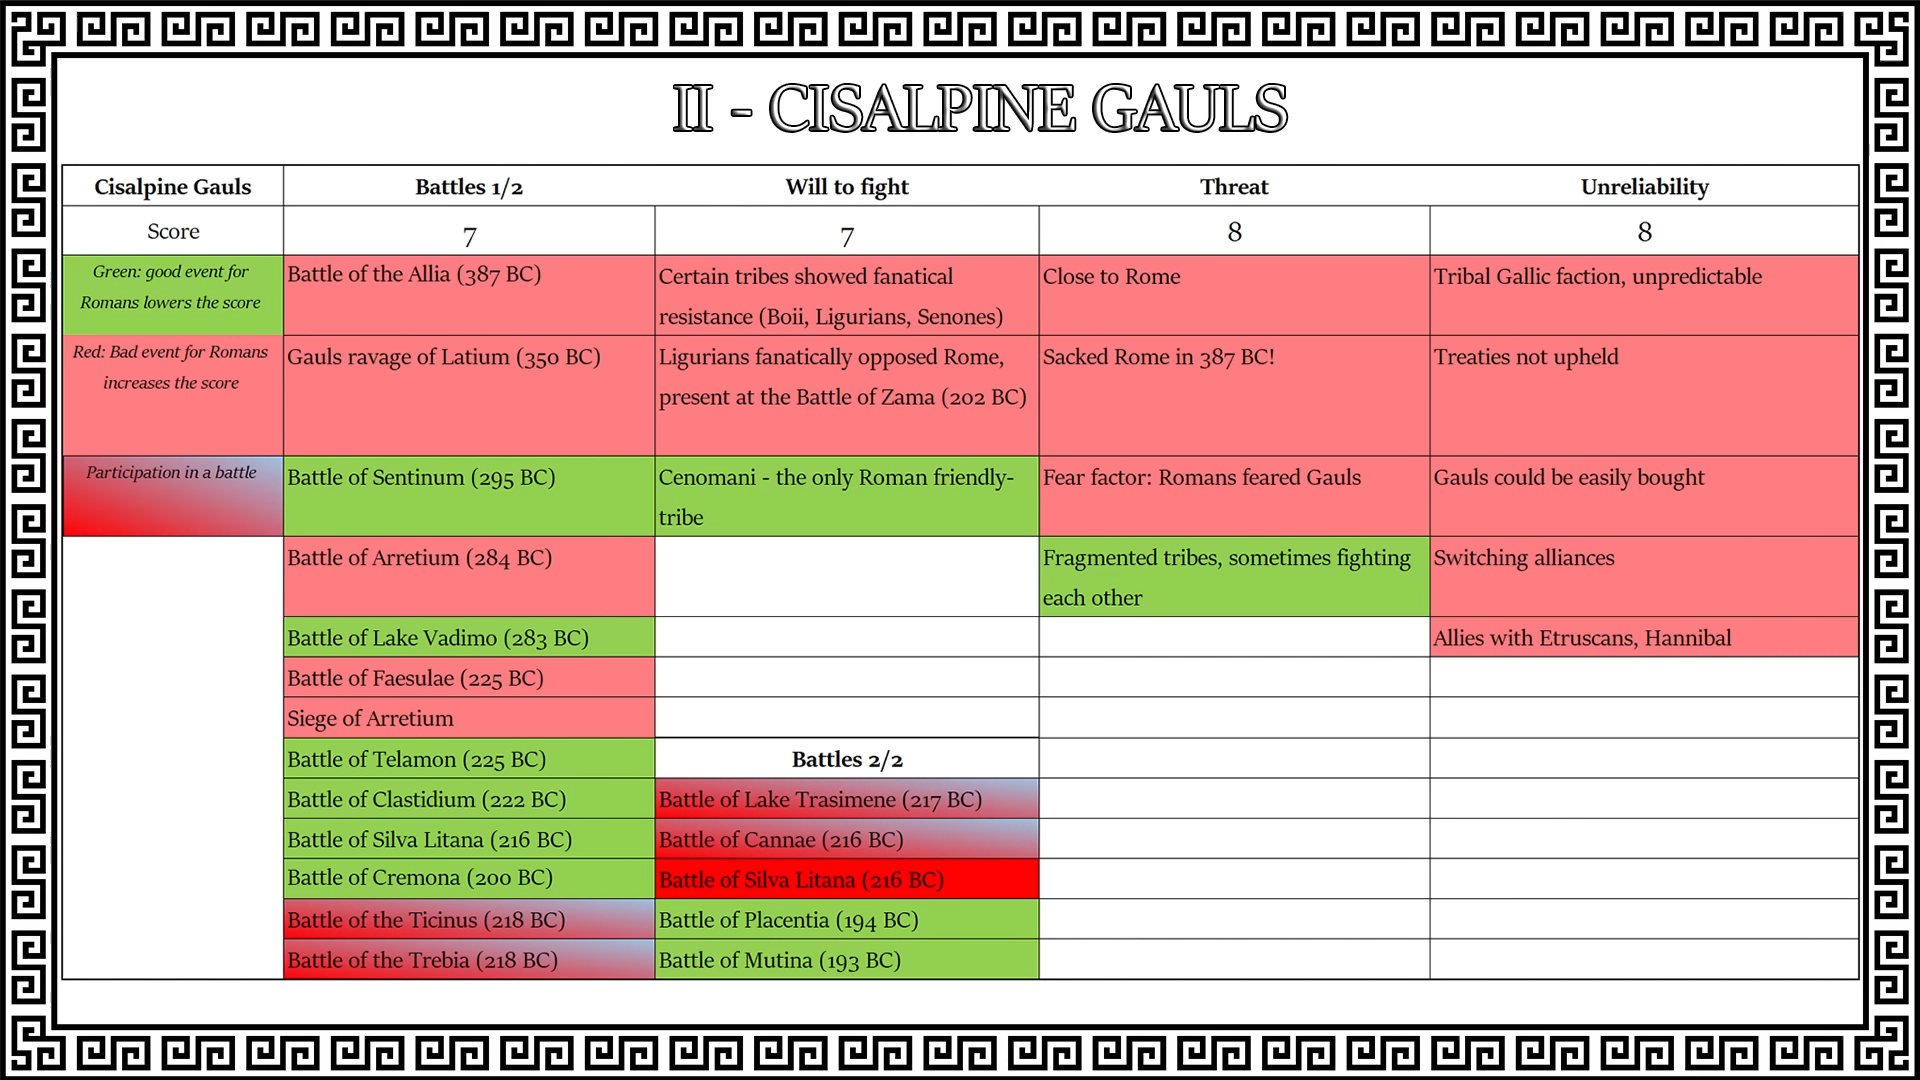 II - CISALPINE GAULS
Cisalpine Gauls
Battles 1/2
Will to fight
Threat
Unreliability
Score
7
7
8
8
Green: good event for
Romans lowers the score
Battle of the Allia (387 BC)
Certain tribes showed fanatical
resistance (Boii, Ligurians, Senones)
Close to Rome
Tribal Gallic faction, unpredictable
Red: Bad event for Romans
increases the score
Gauls ravage of Latium (350 BC)
Ligurians fanatically opposed Rome,
present at the Battle of Zama (202 BC)
Sacked Rome in 387 BC!
Treaties not upheld
Participation in a battle
Battle of Sentinum (295 BC)
Cenomani - the only Roman friendly-
tribe
Fear factor: Romans feared Gauls
Gauls could be easily bought
Battle of Arretium (284 BC)
Fragmented tribes, sometimes fighting
each other
Switching alliances
Battle of Lake Vadimo (283 BC)
Allies with Etruscans, Hannibal
Battle of Faesulae (225 BC)
Siege of Arretium
Battle of Telamon (225 BC)
Battles 2/2
Battle of Clastidium (222 BC)
Battle of Lake Trasimene (217 BC)
Battle of Silva Litana (216 BC)
Battle of Cannae (216 BC)
Battle of Cremona (200 BC)
Battle of Silva Litana (216 BC)
Battle of the Ticinus (218 BC)
Battle of Placentia (194 BC)
Battle of the Trebia (218 BC)
Battle of Mutina (193 BC)